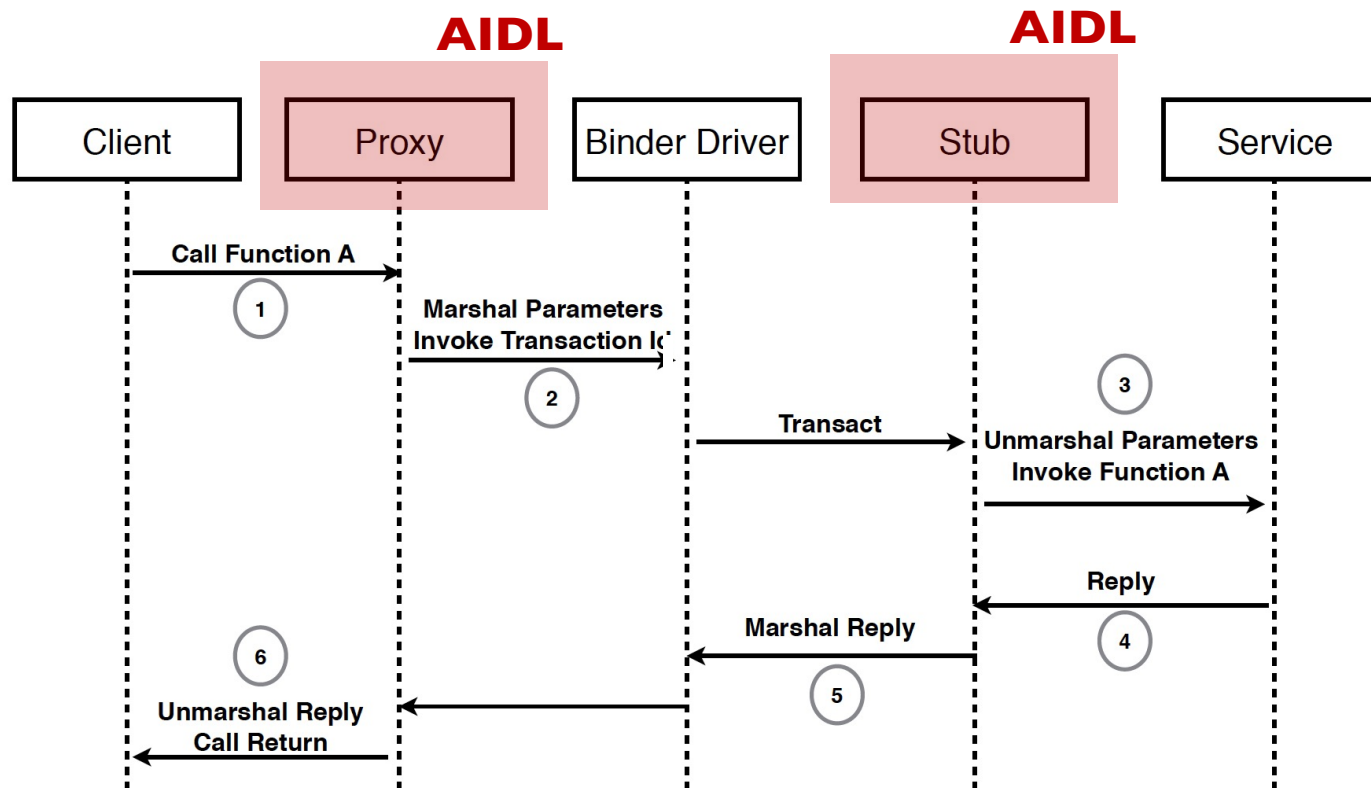 AIDL
AIDL
Client
Proxy
Binder Driver
Stub
Service
Call Function A
1
Marshal Parameters
Invoke Transaction
2
Transact
3
Unmarshal Parameters
Invoke Function A
Reply
4
Marshal Reply
5
6
Unmarshal Reply
Call Return